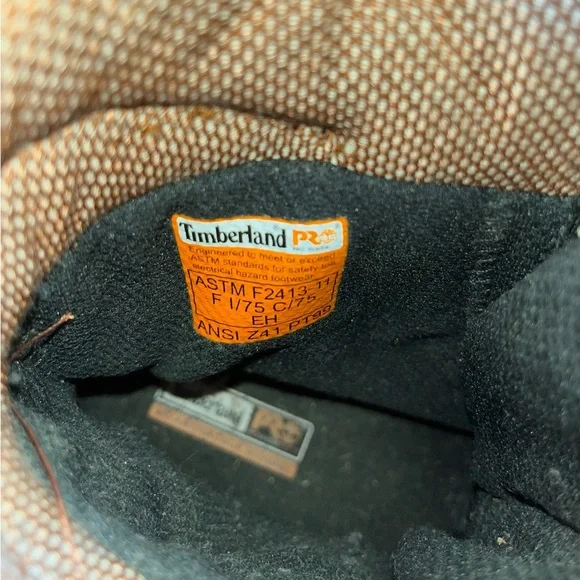 Timberland PRO
Engineered to meet or exceed
ASTM standards for safety-toe
electrical hazard footwear
ASTM F2413-11
F I/75 C/75
EH
ANSI Z41 PT99
PRO